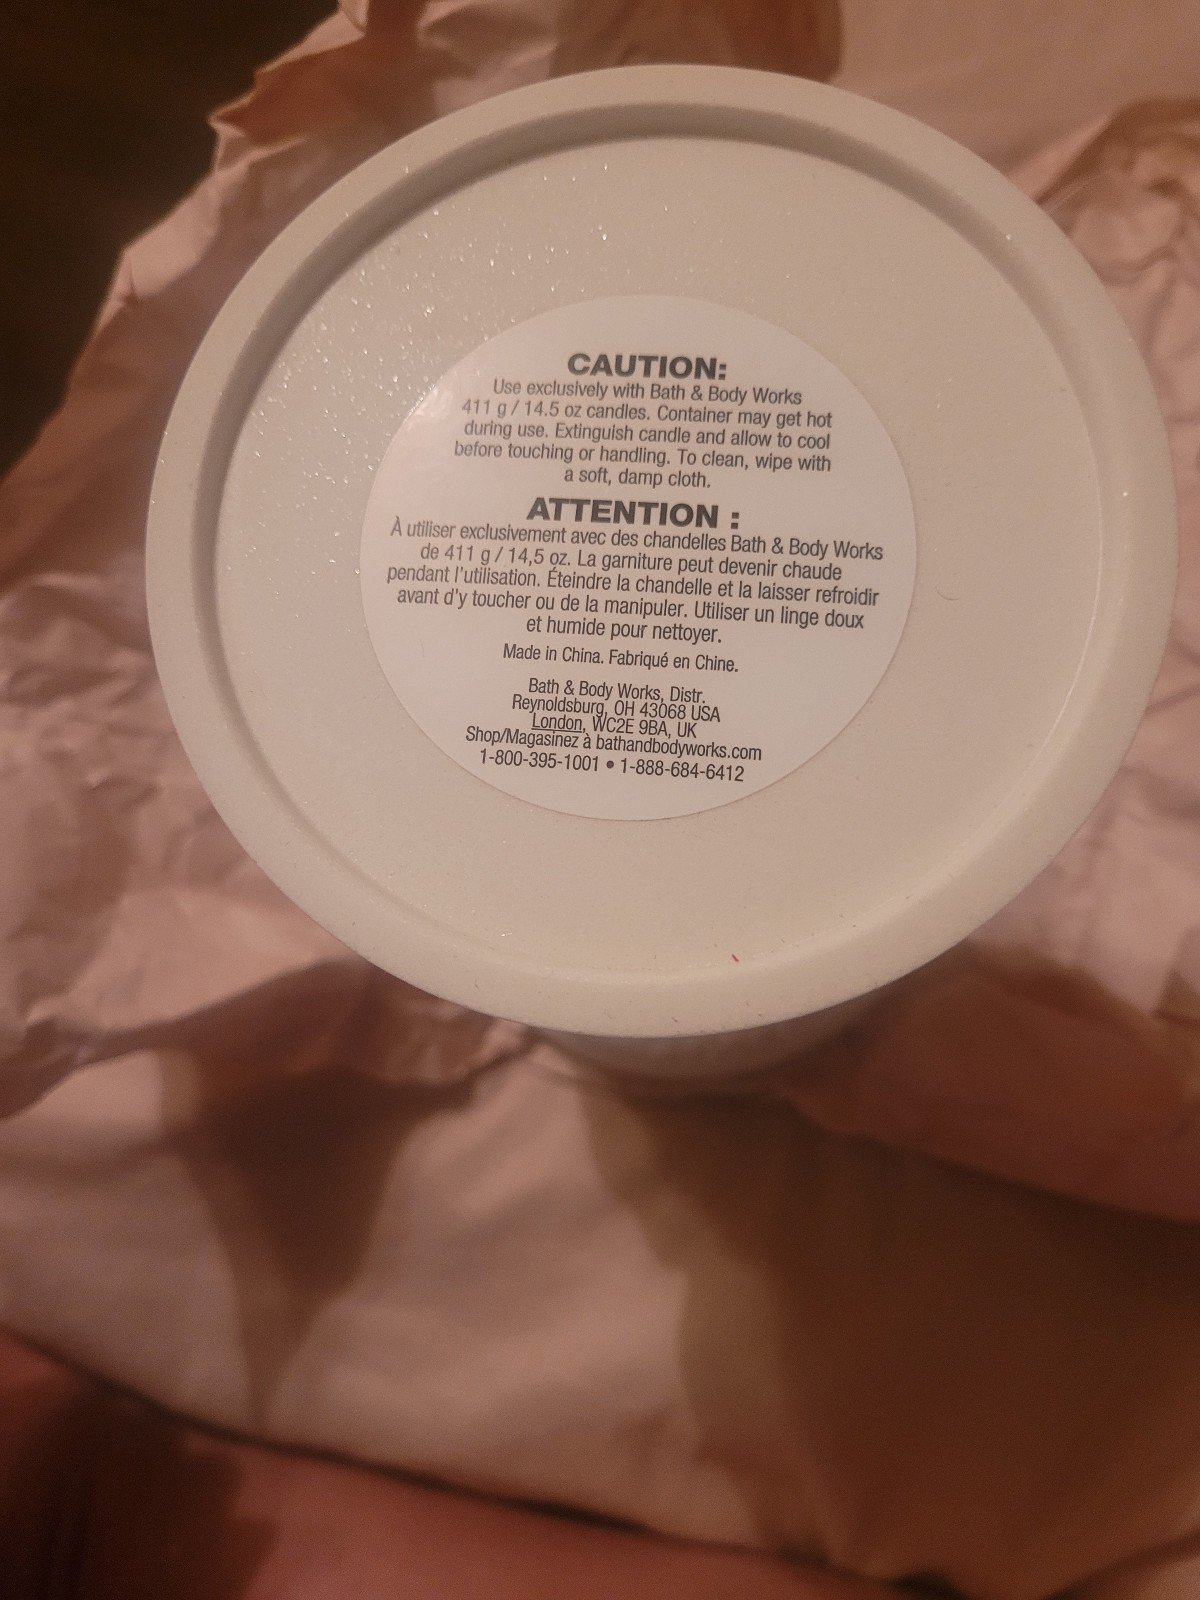 CAUTION:
Use exclusively with Bath & Body Works
411 g / 14.5 oz candles. Container may get hot
during use. Extinguish candle and allow to cool
before touching or handling. To clean, wipe with
a soft, damp cloth.
ATTENTION :
À utiliser exclusivement avec des chandelles Bath & Body Works
de 411 g / 14,5 oz. La garniture peut devenir chaude
pendant l'utilisation. Éteindre la chandelle et la laisser refroidir
avant d'y toucher ou de la manipuler. Utiliser un linge doux
et humide pour nettoyer.
Made in China. Fabriqué en Chine.
Bath & Body Works, Distr.
Reynoldsburg, OH 43068 USA
London, WC2E 9BA, UK
Shop/Magasinez à bathandbodyworks.com
1-800-395-1001 • 1-888-684-6412